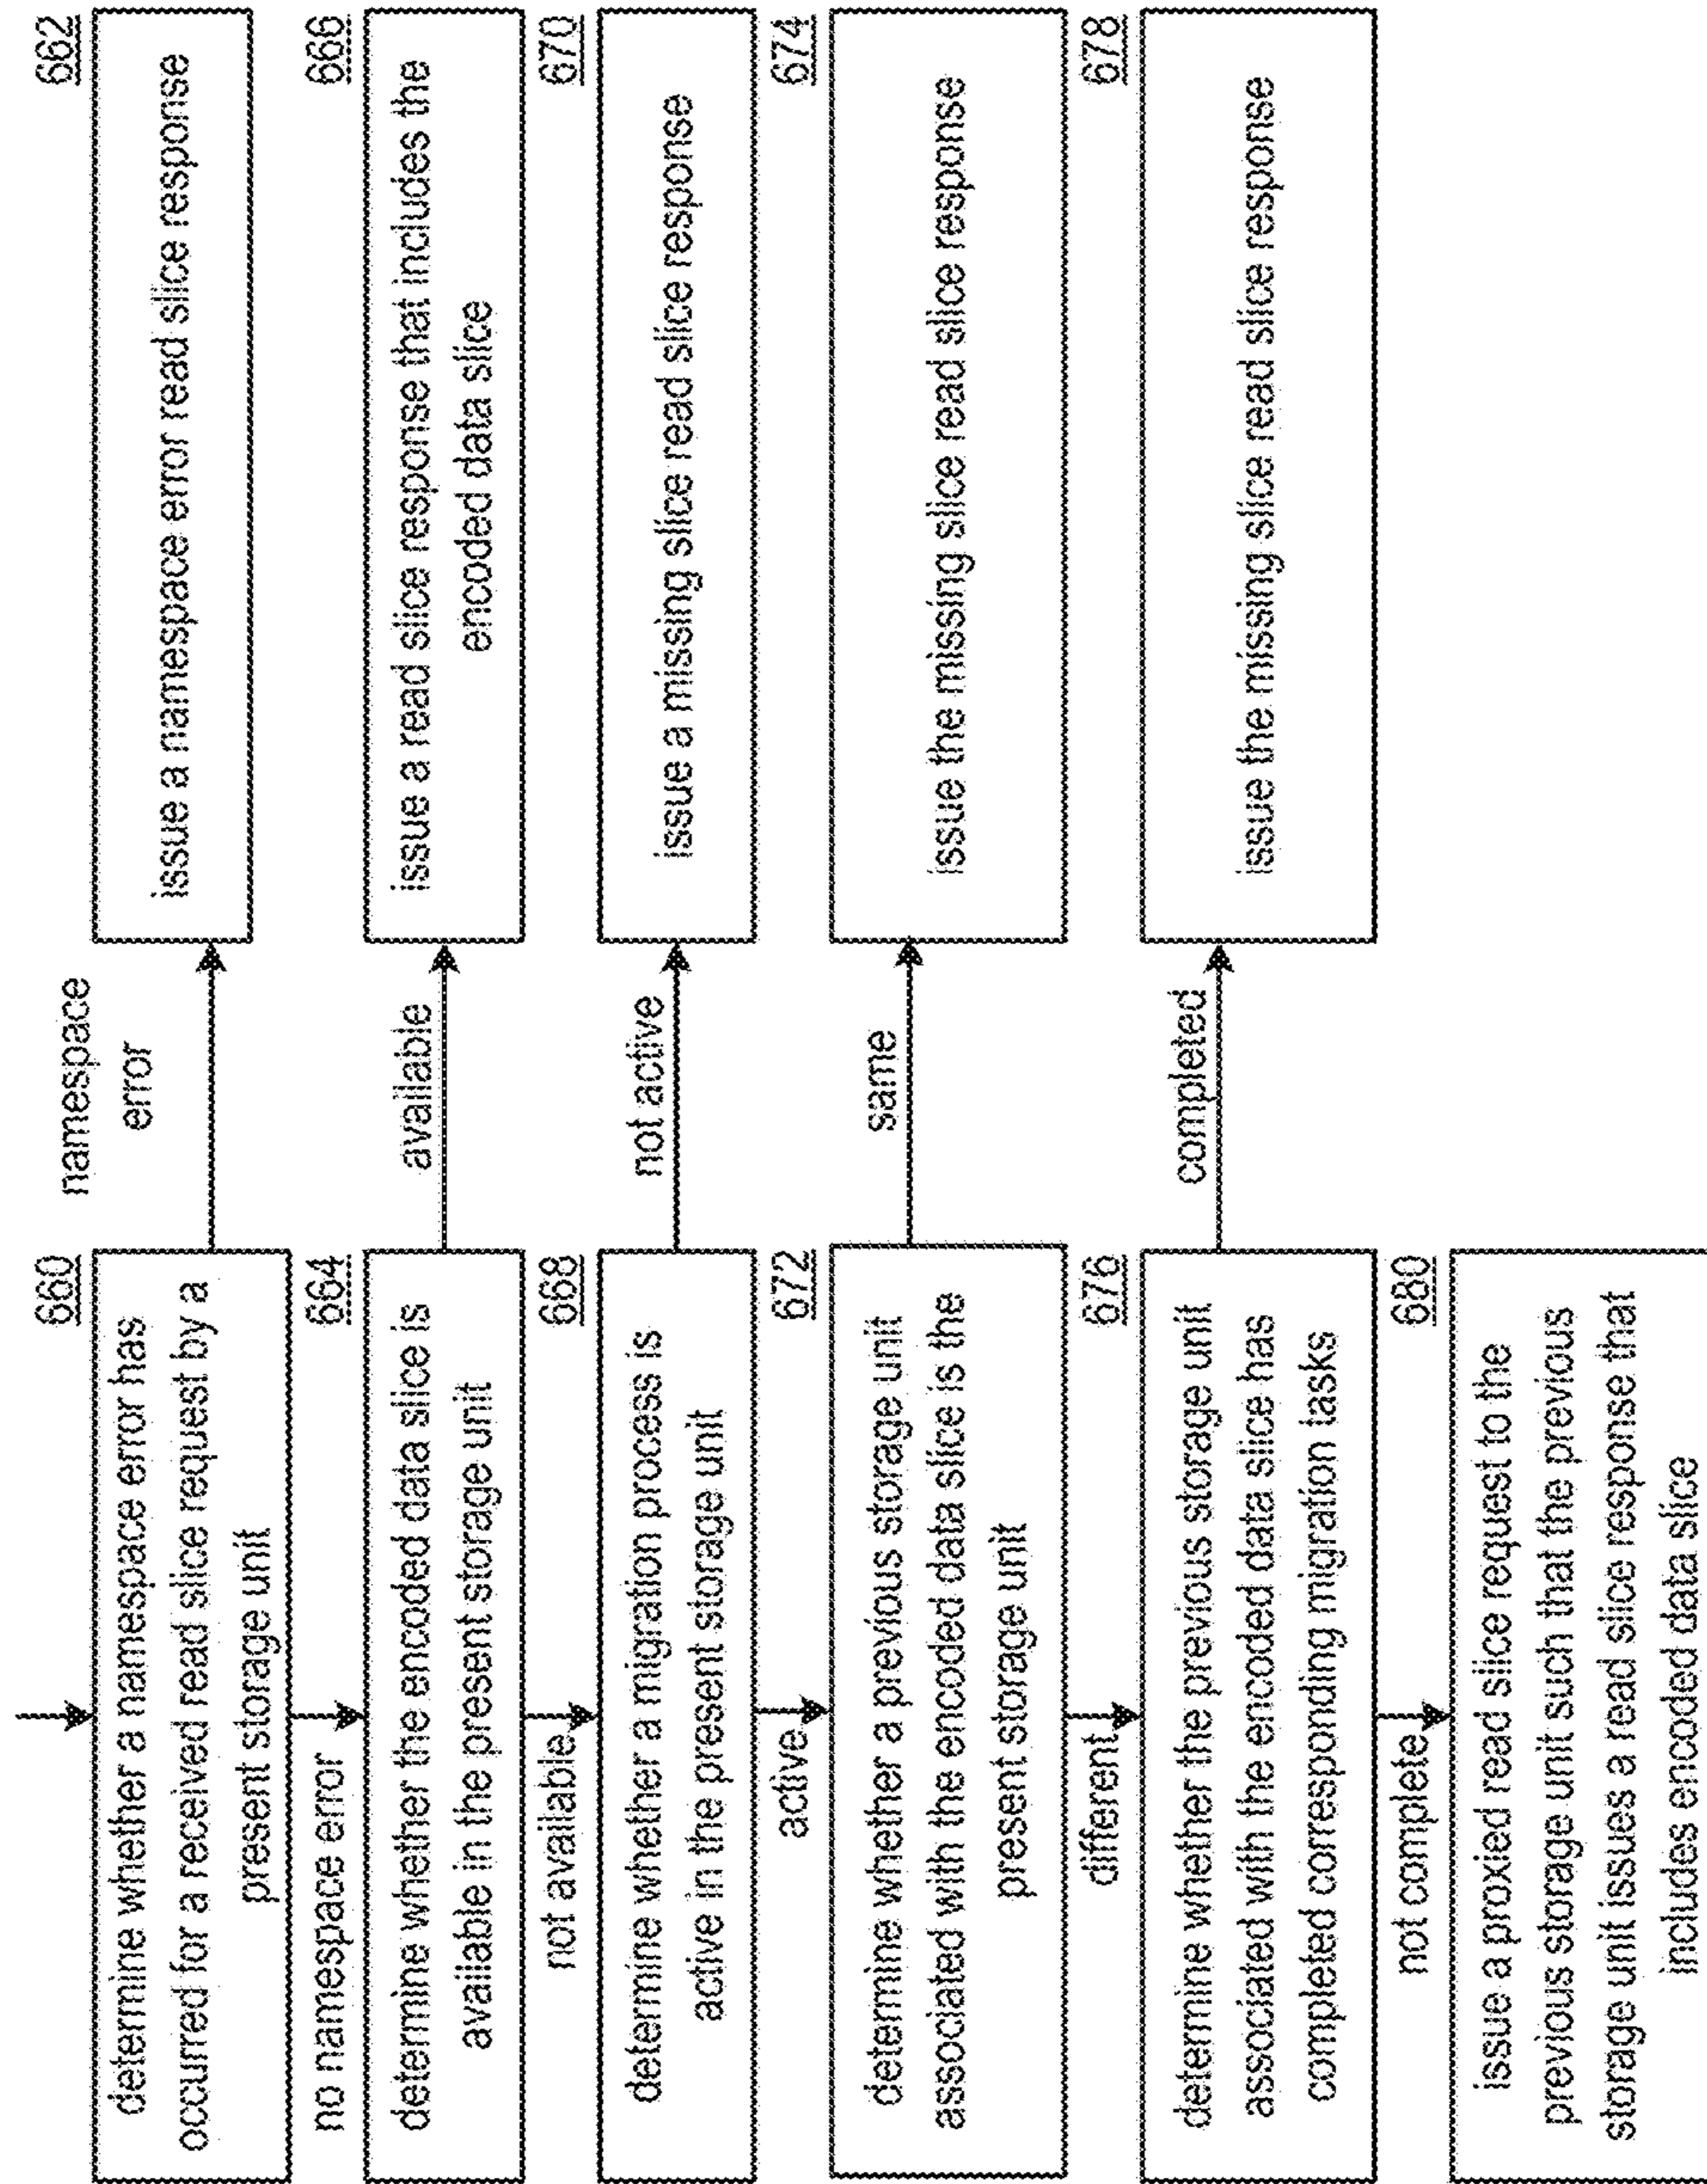 660
determine whether a namespace error has
occurred for a received read slice request by a
present storage unit
namespace
error
662
issue a namespace error read slice response
no namespace error
664
determine whether the encoded data slice is
available in the present storage unit
available
666
issue a read slice response that includes the
encoded data slice
not available
668
determine whether a migration process is
active in the present storage unit
not active
670
issue a missing slice read slice response
active
672
determine whether a previous storage unit
associated with the encoded data slice is the
present storage unit
same
674
issue the missing slice read slice response
different
676
determine whether the previous storage unit
associated with the encoded data slice has
completed corresponding migration tasks
completed
678
issue the missing slice read slice response
not complete
680
issue a proxied read slice request to the
previous storage unit such that the previous
storage unit issues a read slice response that
includes encoded data slice